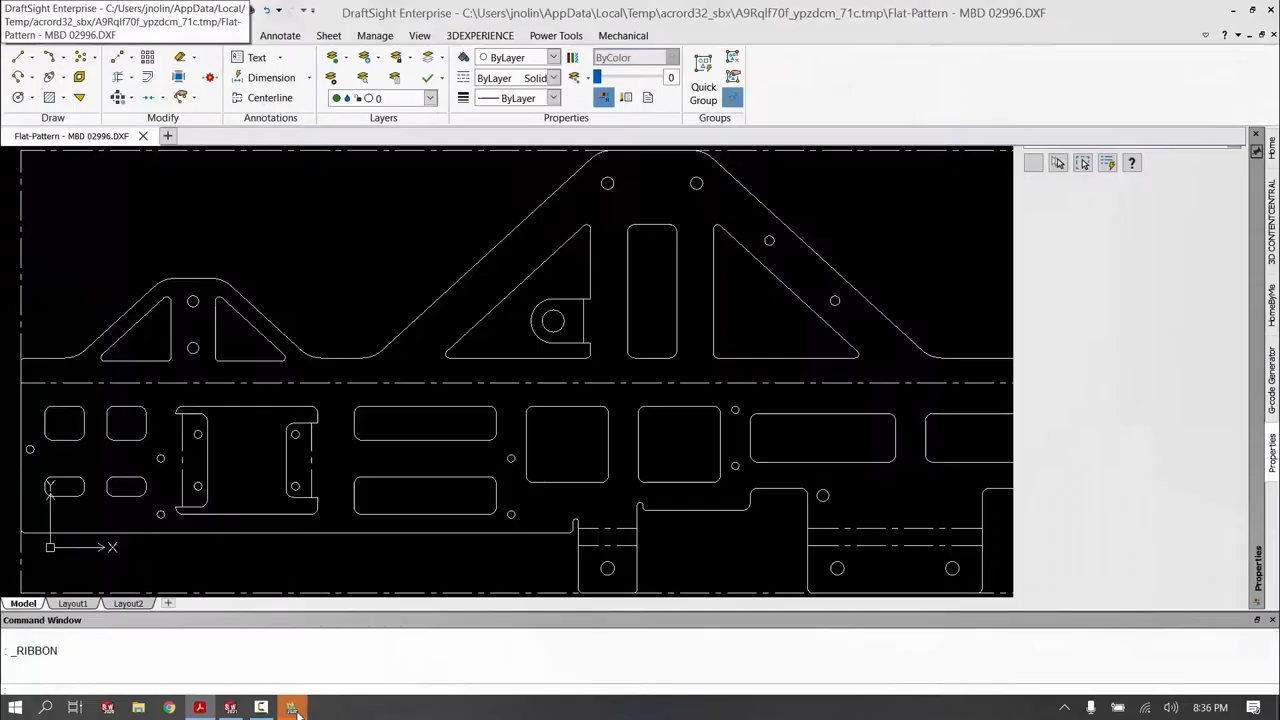 DraftSight Enterprise - C:/Users/jnolin/AppData/Local/
Temp/acrord32_sbx/A9Rqlf70f_ypzdcm_71c.tmp/Flat-
Pattern - MBD 02996.DXF
DraftSight Enterprise - C:\Users\jnolin\AppData\Local\Temp\acrord32_sbx\A9Rqlf70f_ypzdcm_71c.tmp\Flat-Pattern - MBD 02996.DXF
Annotate Sheet Manage View 3DEXPERIENCE Power Tools Mechanical
Text ByLayer ByColor
Dimension ByLayer Solid 0
Centerline 0 ByLayer
Quick
Group
Draw Modify Annotations Layers Properties Groups
Flat-Pattern - MBD 02996.DXF
Home
3D CONTENTCENTRAL
HomeByMe
G-code Generator
Properties
Properties
?
Y
X
Model Layout1 Layout2
Command Window
: _RIBBON
:
8:36 PM